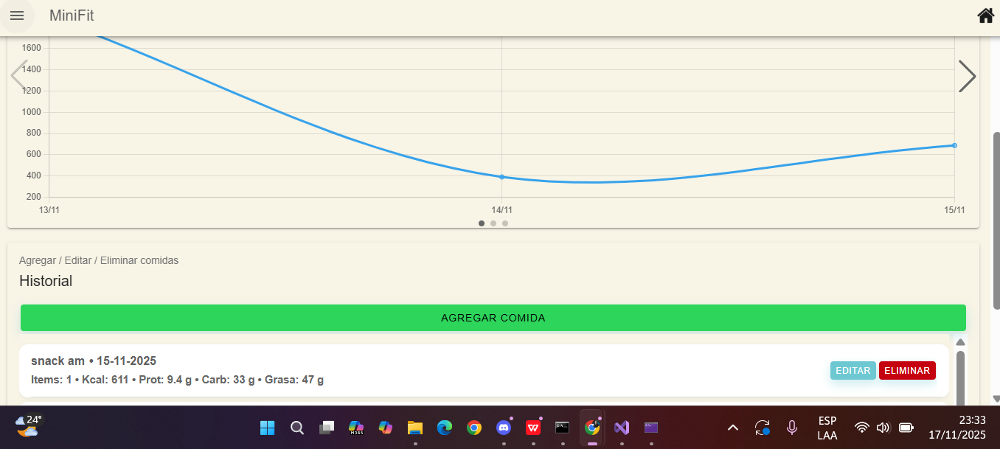 MiniFit
1600
1400
1200
1000
800
600
400
200
13/11 14/11 15/11
Agregar / Editar / Eliminar comidas
Historial
AGREGAR COMIDA
snack am • 15-11-2025
Items: 1 • Kcal: 611 • Prot: 9.4 g • Carb: 33 g • Grasa: 47 g
EDITAR ELIMINAR
24°
M365
ESP
LAA
23:33
17/11/2025